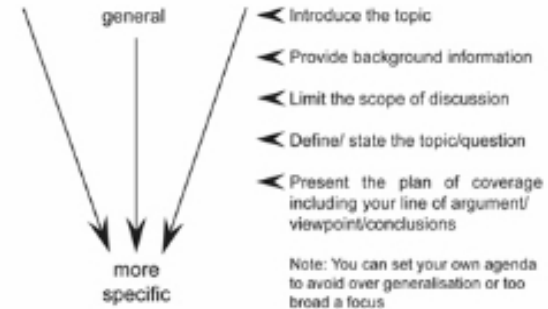 general
Introduce the topic
Provide background information
Limit the scope of discussion
Define/ state the topic/question
Present the plan of coverage
including your line of argument/
viewpoint/conclusions
more
specific
Note: You can set your own agenda
to avoid over generalisation or too
broad a focus